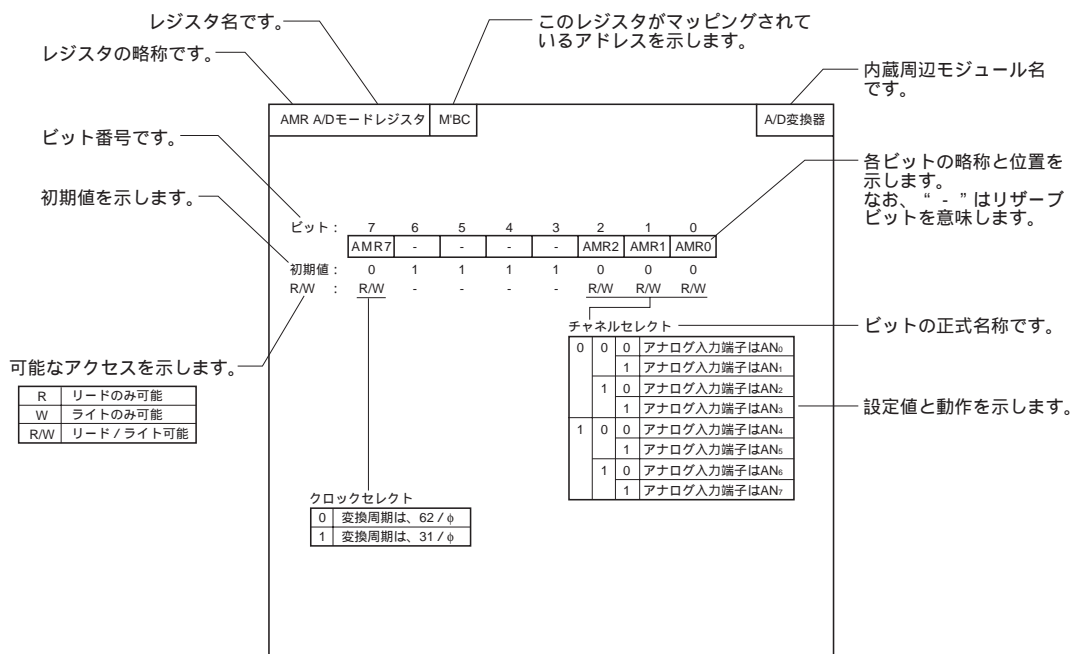 レジスタ名です。
このレジスタがマッピングされて
いるアドレスを示します。
レジスタの略称です。
内蔵周辺モジュール名
です。
AMR A/Dモードレジスタ M'BC A/D変換器
ビット番号です。
各ビットの略称と位置を
示します。
なお、“ - ”はリザーブ
ビットを意味します。
初期値を示します。
ビット : 7 6 5 4 3 2 1 0
AMR7 - - - - AMR2 AMR1 AMR0
初期値 : 0 1 1 1 1 0 0 0
R/W : R/W - - - - R/W R/W R/W
チャネルセレクト
ビットの正式名称です。
0 0 0 アナログ入力端子はAN₀
1 アナログ入力端子はAN₁
1 0 アナログ入力端子はAN₂
1 アナログ入力端子はAN₃
1 0 0 アナログ入力端子はAN₄
1 アナログ入力端子はAN₅
1 0 アナログ入力端子はAN₆
1 アナログ入力端子はAN₇
設定値と動作を示します。
可能なアクセスを示します。
R リードのみ可能
W ライトのみ可能
R/W リード / ライト可能
クロックセレクト
0 変換周期は、62 / φ
1 変換周期は、31 / φ